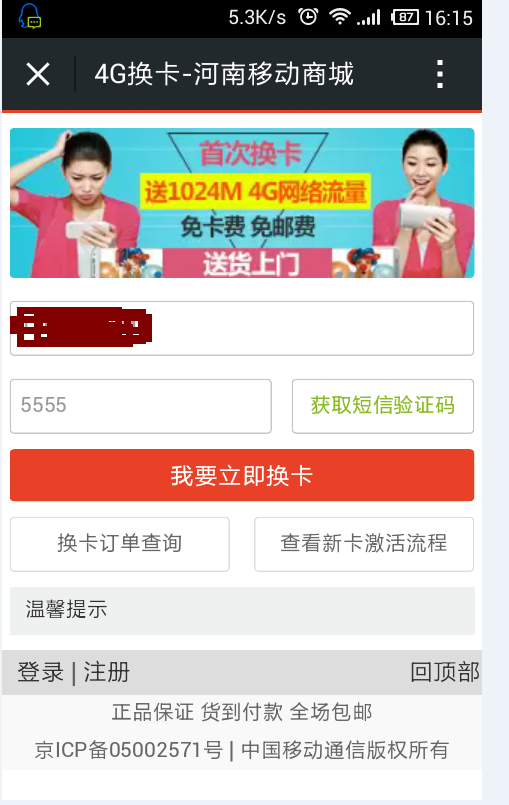 5.3K/s 87 16:15
4G换卡-河南移动商城
首次换卡
送1024M 4G网络流量
免卡费 免邮费
送货上门
5555 获取短信验证码
我要立即换卡
换卡订单查询 查看新卡激活流程
温馨提示
登录 | 注册 回顶部
正品保证 货到付款 全场包邮
京ICP备05002571号 | 中国移动通信版权所有